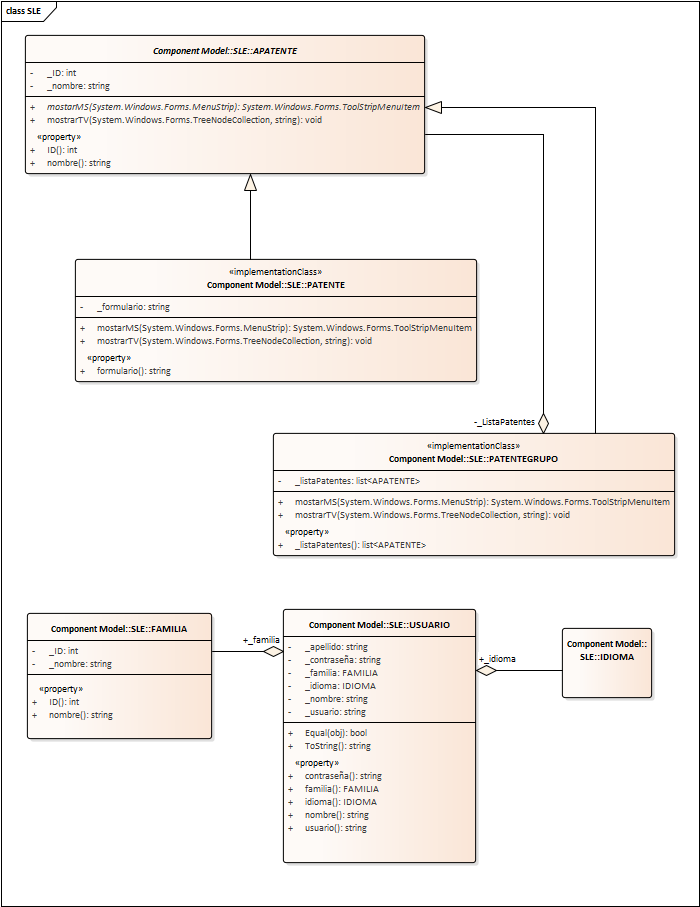 class SLE
Component Model::SLE::APATENTE
- _ID: int
- _nombre: string
+ mostarMS(System.Windows.Forms.MenuStrip): System.Windows.Forms.ToolStripMenuItem
+ mostrarTV(System.Windows.Forms.TreeNodeCollection, string): void
«property»
+ ID(): int
+ nombre(): string
«implementationClass»
Component Model::SLE::PATENTE
- _formulario: string
+ mostarMS(System.Windows.Forms.MenuStrip): System.Windows.Forms.ToolStripMenuItem
+ mostrarTV(System.Windows.Forms.TreeNodeCollection, string): void
«property»
+ formulario(): string
-_ListaPatentes
«implementationClass»
Component Model::SLE::PATENTEGRUPO
- _listaPatentes: list<APATENTE>
+ mostarMS(System.Windows.Forms.MenuStrip): System.Windows.Forms.ToolStripMenuItem
+ mostrarTV(System.Windows.Forms.TreeNodeCollection, string): void
«property»
+ _listaPatentes(): list<APATENTE>
Component Model::SLE::FAMILIA
- _ID: int
- _nombre: string
«property»
+ ID(): int
+ nombre(): string
+_familia
Component Model::SLE::USUARIO
- _apellido: string
- _contraseña: string
- _familia: FAMILIA
- _idioma: IDIOMA
- _nombre: string
- _usuario: string
+ Equal(obj): bool
+ ToString(): string
«property»
+ contraseña(): string
+ familia(): FAMILIA
+ idioma(): IDIOMA
+ nombre(): string
+ usuario(): string
+_idioma
Component Model::
SLE::IDIOMA